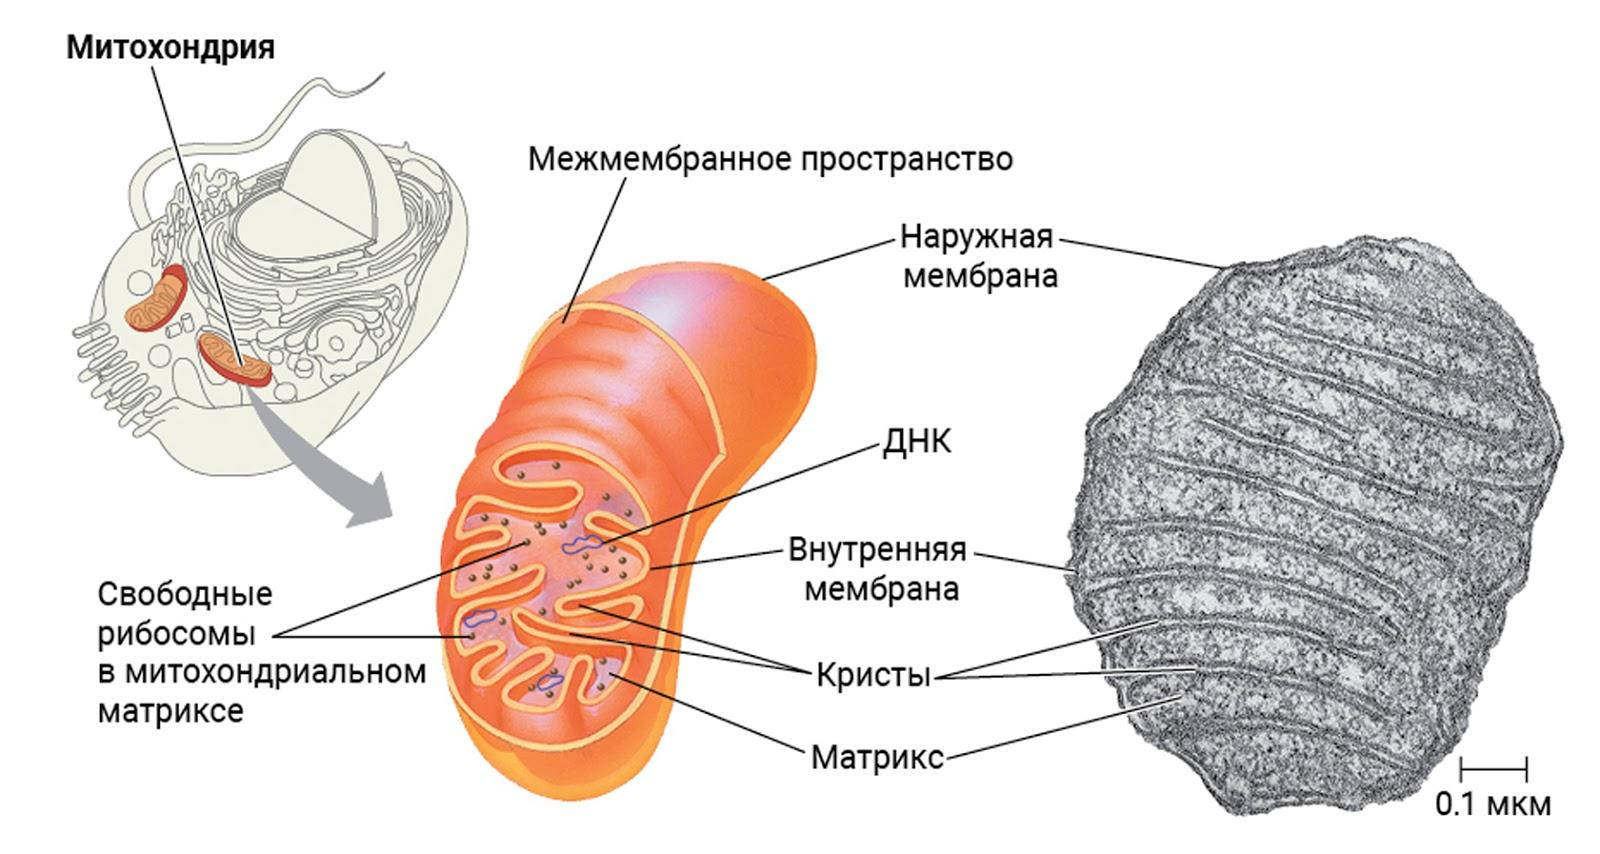 Митохондрия
Межмембранное пространство
Наружная
мембрана
ДНК
Внутренняя
мембрана
Свободные
рибосомы
в митохондриальном
матриксе
Кристы
Матрикс
0.1 мкм